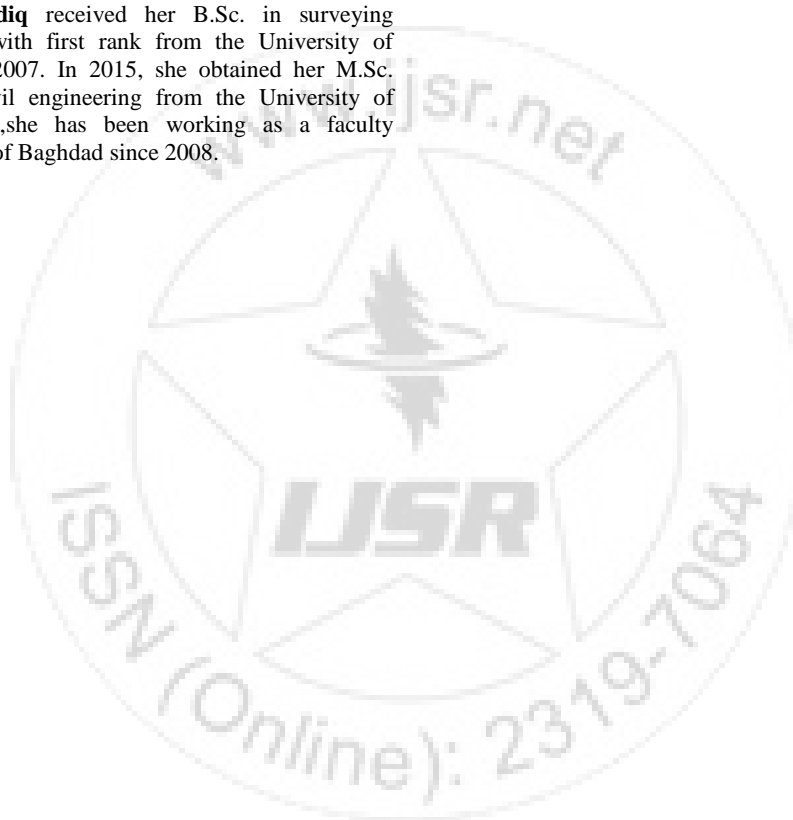 diq received her B.Sc. in surveying
with first rank from the University of
2007. In 2015, she obtained her M.Sc.
vil engineering from the University of
,she has been working as a faculty
of Baghdad since 2008.
www.ijsr.net
IJSR
ISSN (Online): 2319-7064